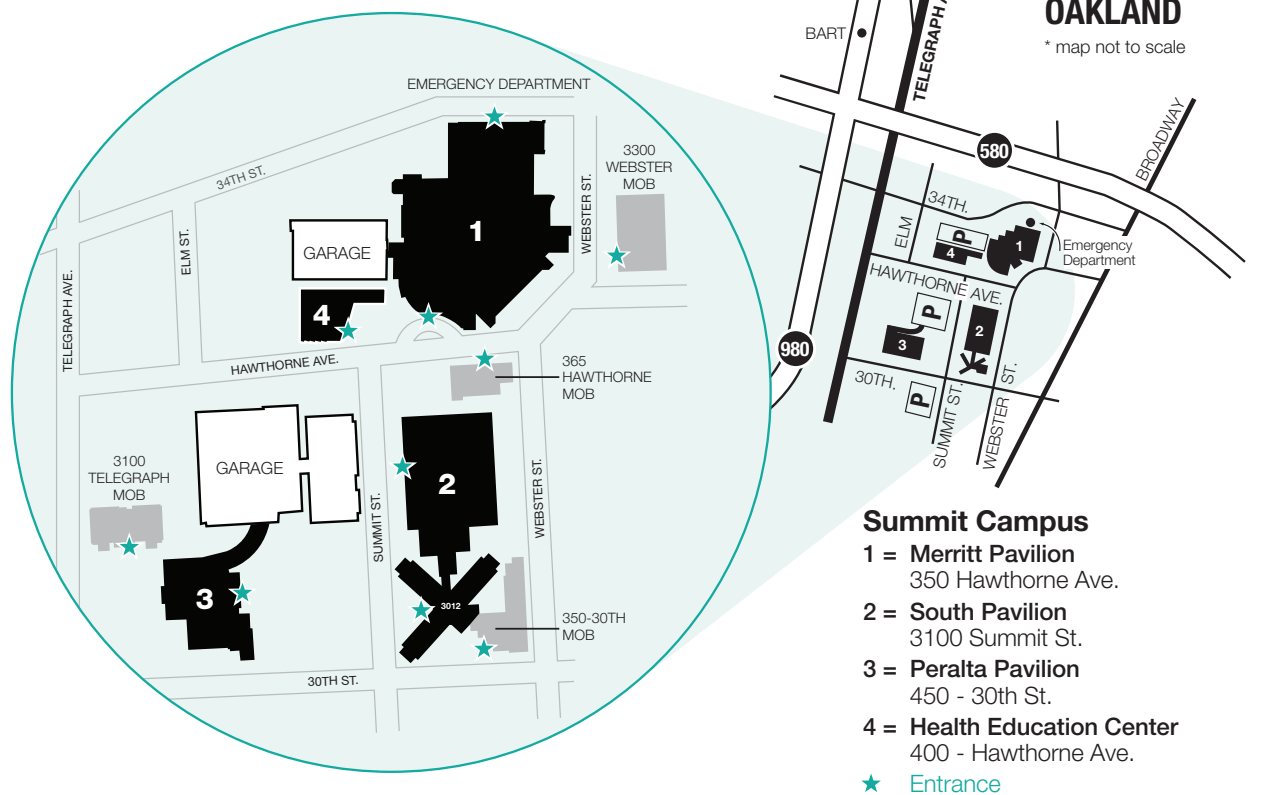 EMERGENCY DEPARTMENT
34TH ST.
3300
WEBSTER
MOB
WEBSTER ST.
ELM ST.
TELEGRAPH AVE.
GARAGE
1
4
HAWTHORNE AVE.
365
HAWTHORNE
MOB
GARAGE
3100
TELEGRAPH
MOB
2
SUMMIT ST.
WEBSTER ST.
3
3012
350-30TH
MOB
30TH ST.
OAKLAND
* map not to scale
BART
TELEGRAPH
BROADWAY
580
34TH.
ELM
P
4
1
Emergency
Department
HAWTHORNE AVE.
P
2
3
980
30TH.
P
SUMMIT ST.
WEBSTER ST.
Summit Campus
1 = Merritt Pavilion
350 Hawthorne Ave.
2 = South Pavilion
3100 Summit St.
3 = Peralta Pavilion
450 - 30th St.
4 = Health Education Center
400 - Hawthorne Ave.
★ Entrance